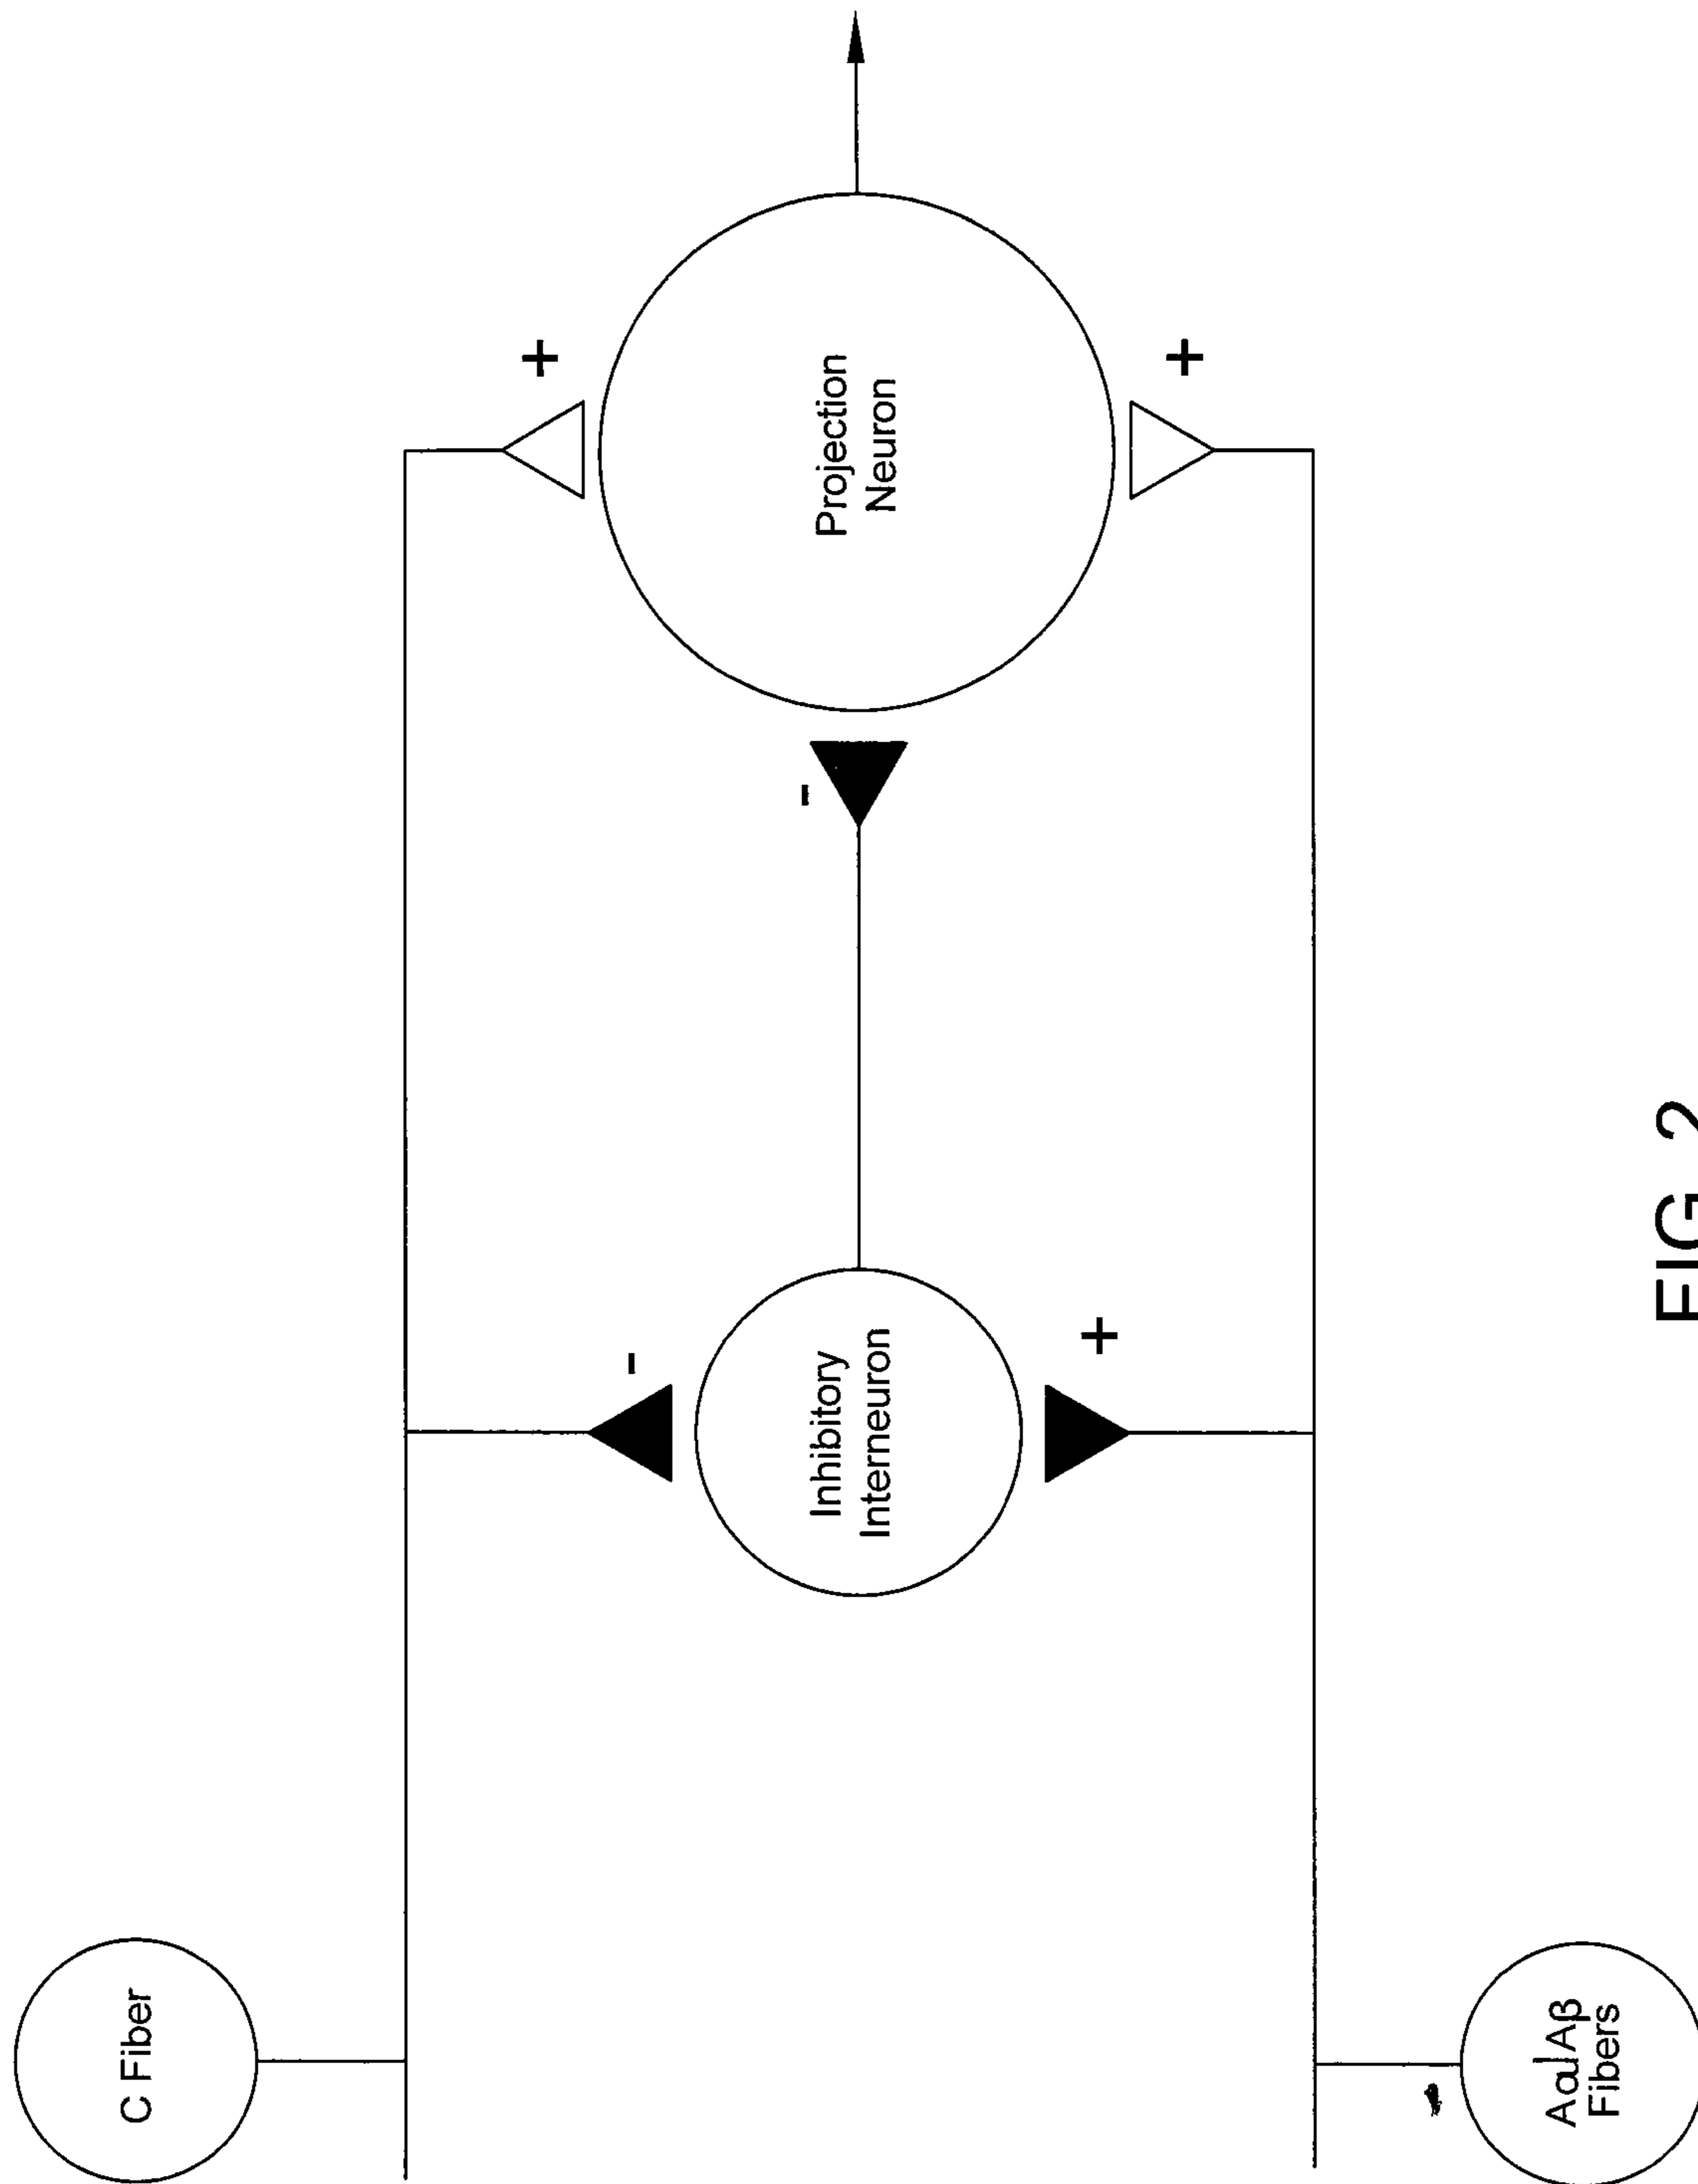 C Fiber
+
-
Inhibitory
Interneuron
-
Projection
Neuron
+
+
Aα|Aβ
Fibers
FIG 2